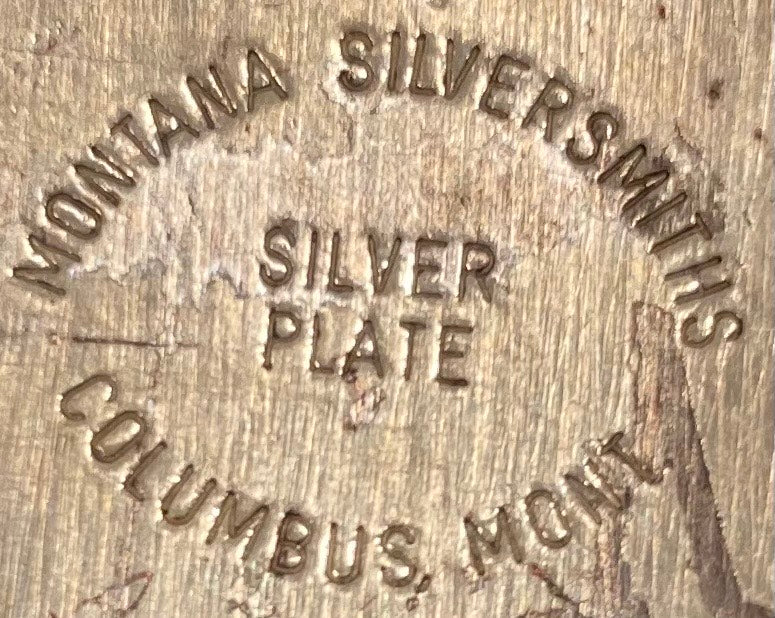 MONTANA SILVERSMITHS
SILVER
PLATE
COLUMBUS, MONT.